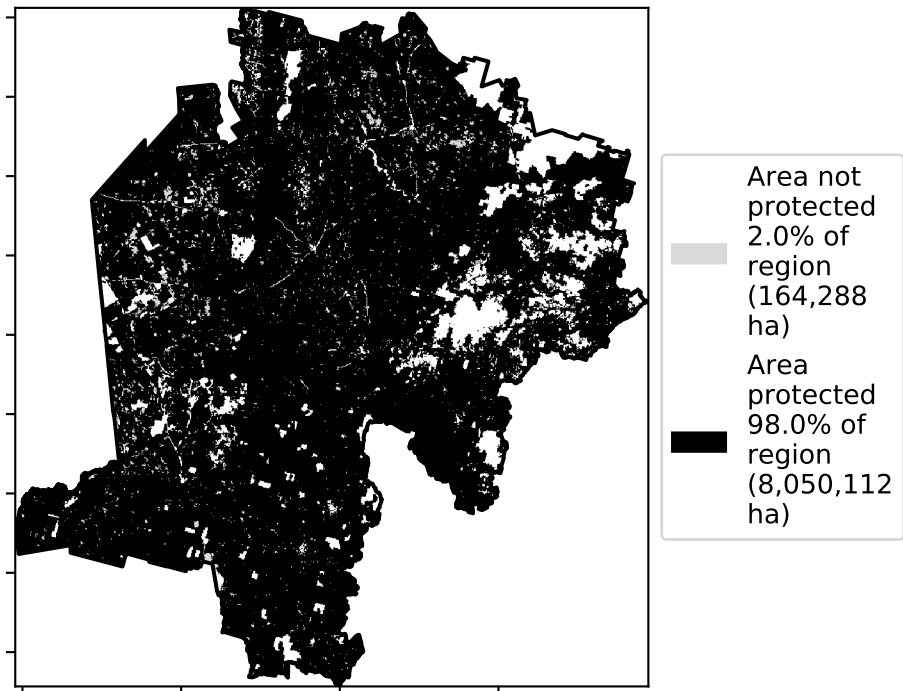 Area not
protected
2.0% of
region
(164,288
ha)
Area
protected
98.0% of
region
(8,050,112
ha)